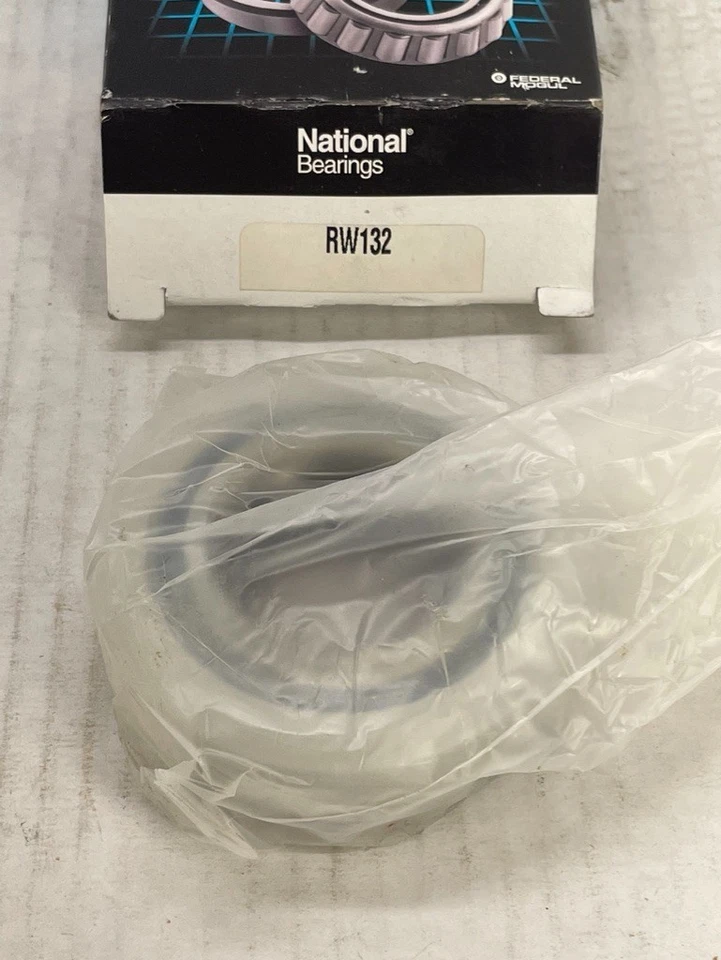 FEDERAL
MOGUL
National®
Bearings
RW132